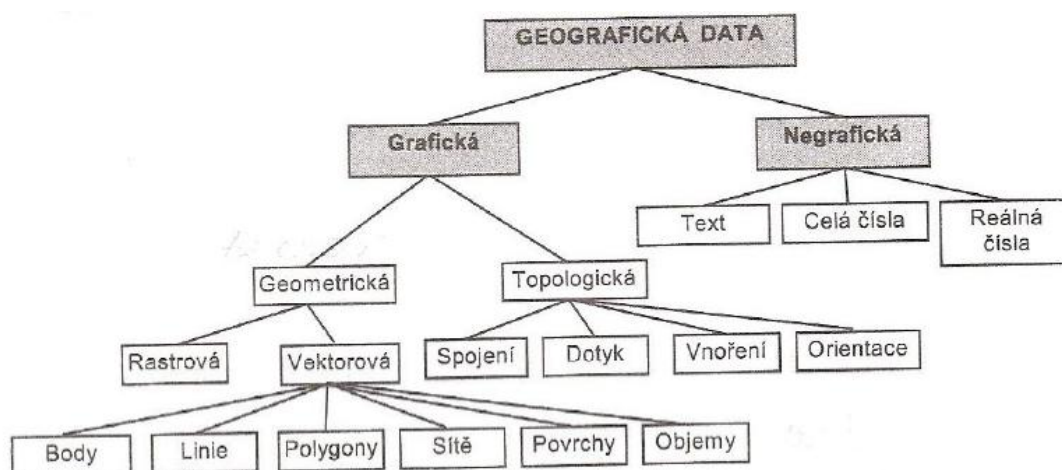 GEOGRAFICKÁ DATA
Grafická
Negrafická
Text
Celá čísla
Reálná
čísla
Geometrická
Topologická
Rastrová
Vektorová
Spojení
Dotyk
Vnoření
Orientace
Body
Linie
Polygony
Sítě
Povrchy
Objemy